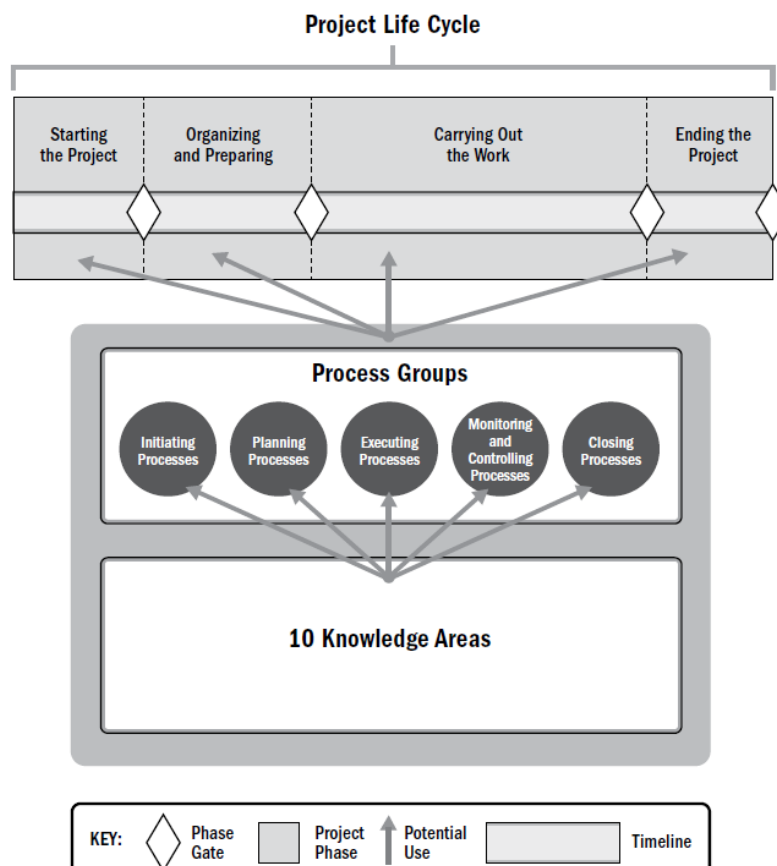 Project Life Cycle
Starting
the Project
Organizing
and Preparing
Carrying Out
the Work
Ending the
Project
Process Groups
Initiating
Processes
Planning
Processes
Executing
Processes
Monitoring
and
Controlling
Processes
Closing
Processes
10 Knowledge Areas
KEY:
Phase
Gate
Project
Phase
Potential
Use
Timeline